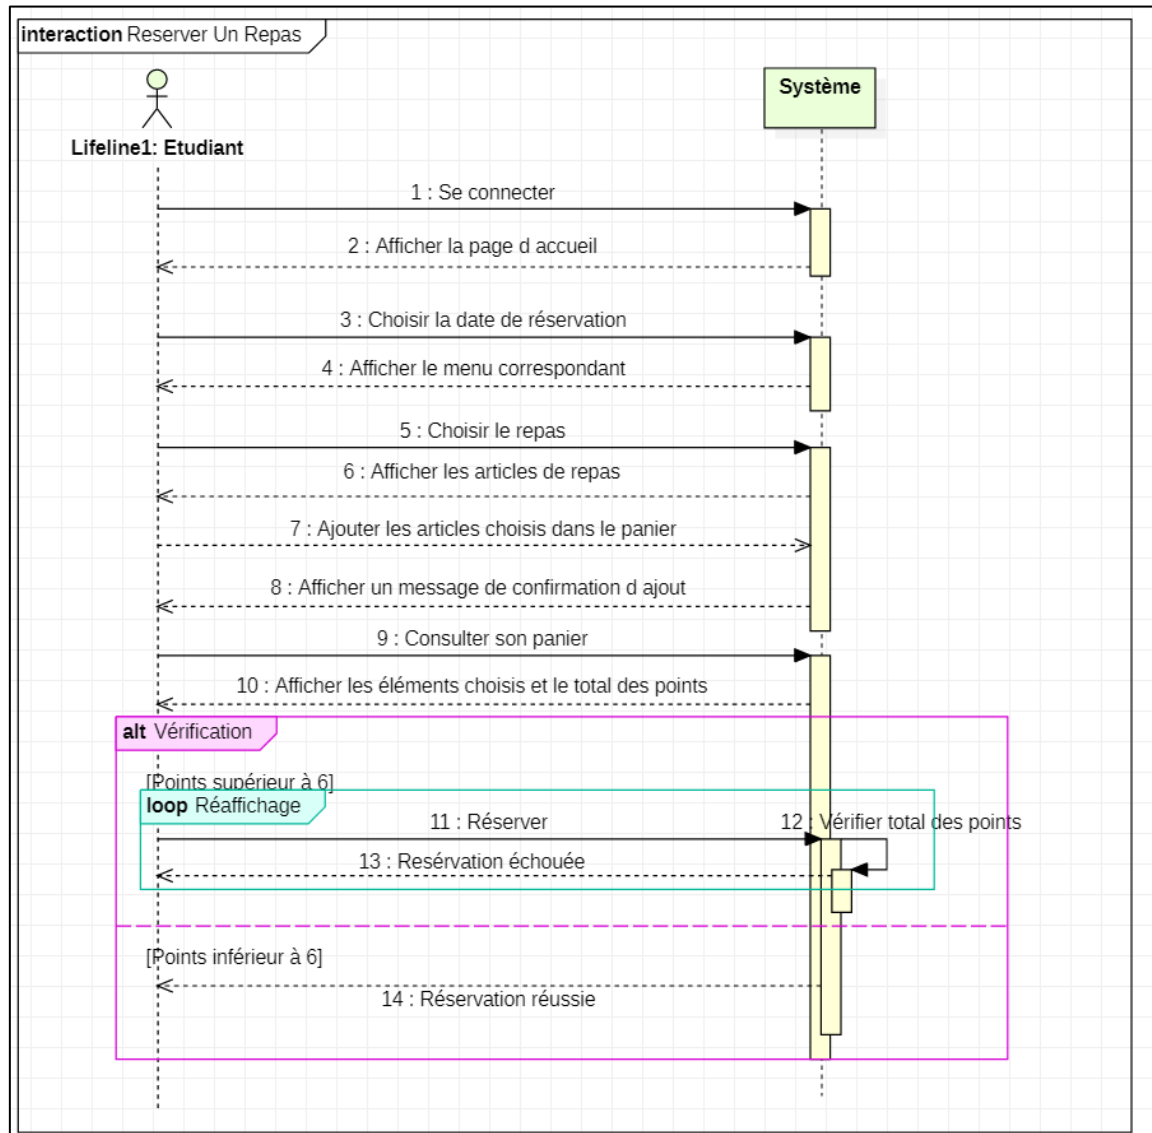 interaction Reserver Un Repas
Système
Lifeline1: Etudiant
1 : Se connecter
2 : Afficher la page d accueil
3 : Choisir la date de réservation
4 : Afficher le menu correspondant
5 : Choisir le repas
6 : Afficher les articles de repas
7 : Ajouter les articles choisis dans le panier
8 : Afficher un message de confirmation d ajout
9 : Consulter son panier
10 : Afficher les éléments choisis et le total des points
alt Vérification
[Points supérieur à 6]
loop Réaffichage
11 : Réserver
12 : Vérifier total des points
13 : Resérvation échouée
[Points inférieur à 6]
14 : Réservation réussie